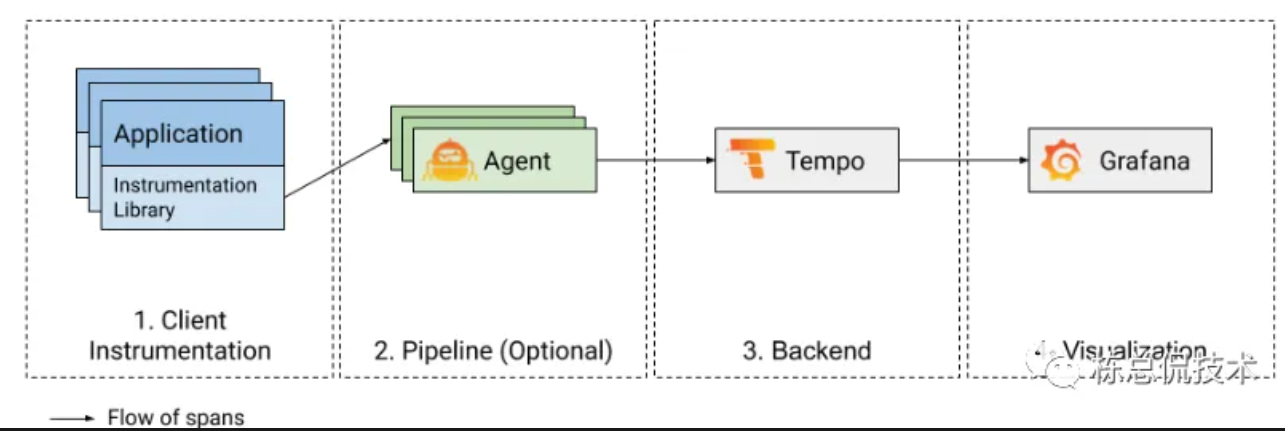 Application
Instrumentation
Library
Agent
Tempo
Grafana
1. Client
Instrumentation
2. Pipeline (Optional)
3. Backend
4. Visualization
栋总侃技术
Flow of spans